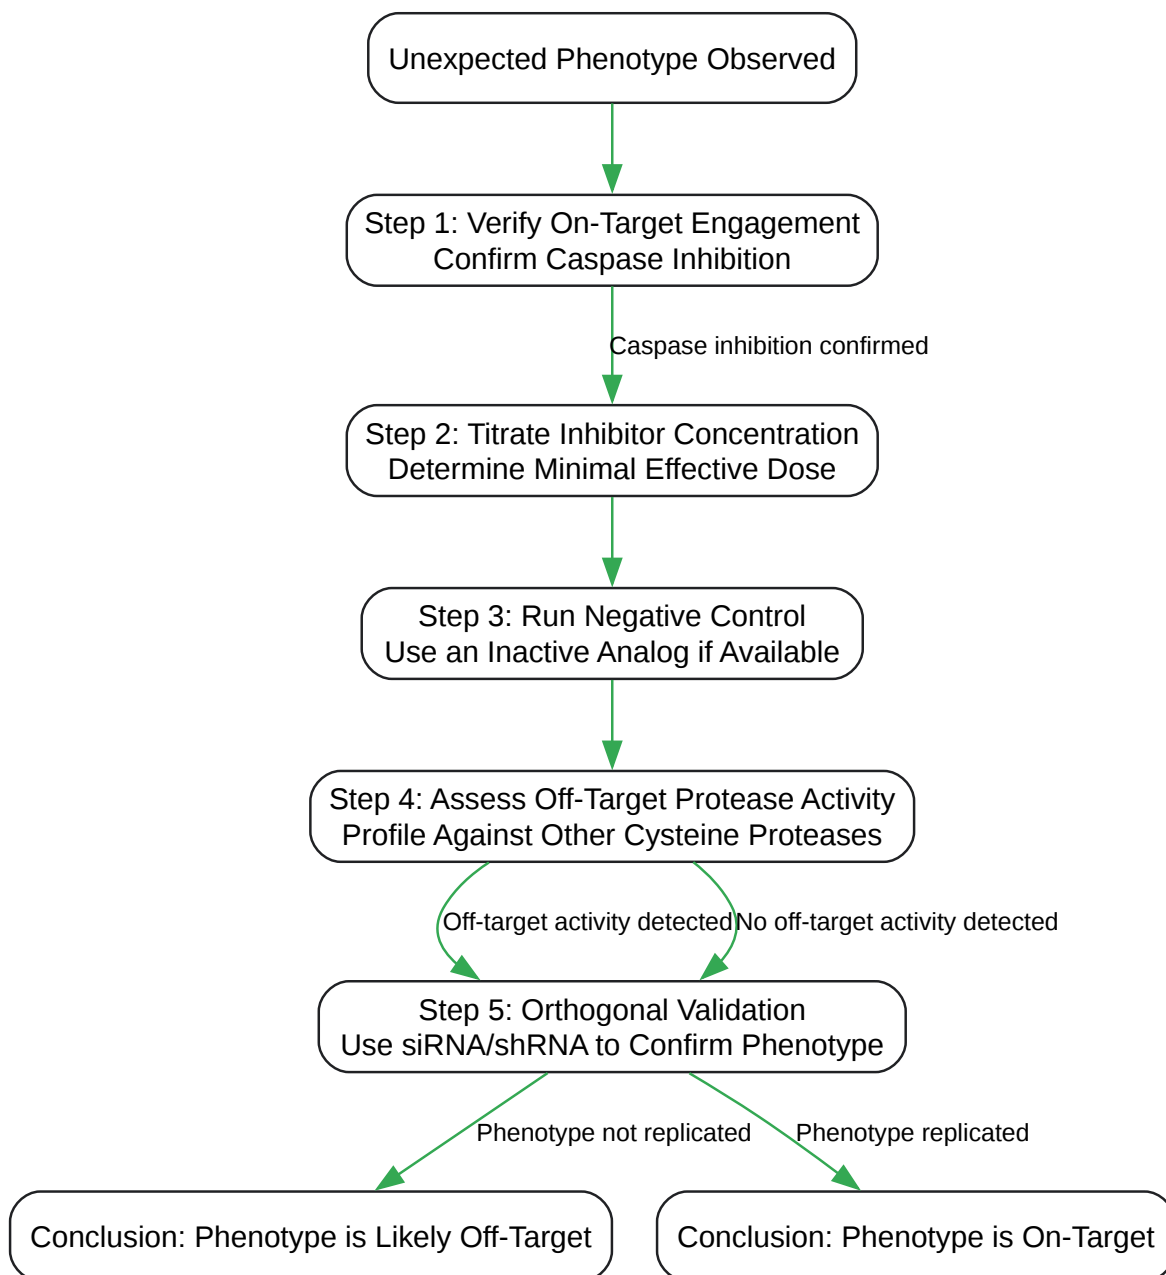 Unexpected Phenotype Observed
Step 1: Verify On-Target Engagement
Confirm Caspase Inhibition
Caspase inhibition confirmed
Step 2: Titrate Inhibitor Concentration
Determine Minimal Effective Dose
Step 3: Run Negative Control
Use an Inactive Analog if Available
Step 4: Assess Off-Target Protease Activity
Profile Against Other Cysteine Proteases
Off-target activity detected
No off-target activity detected
Step 5: Orthogonal Validation
Use siRNA/shRNA to Confirm Phenotype
Phenotype not replicated
Phenotype replicated
Conclusion: Phenotype is Likely Off-Target
Conclusion: Phenotype is On-Target